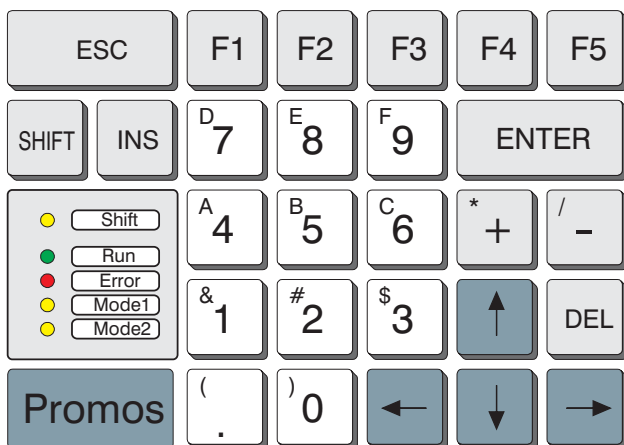 ESC F1 F2 F3 F4 F5
SHIFT INS D 7 E 8 F 9 ENTER
A 4 B 5 C 6 * + / -
Shift
Run
Error
Mode1
Mode2
& 1 # 2 $ 3 DEL
Promos ( . ) 0